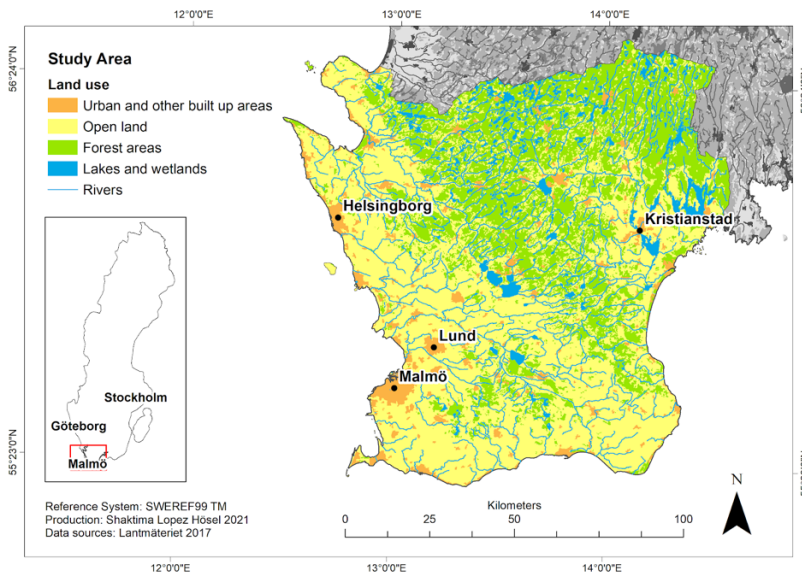 12°0'0"E 13°0'0"E 14°0'0"E
56°24'0"N
Study Area
Land use
Urban and other built up areas
Open land
Forest areas
Lakes and wetlands
Rivers
Helsingborg
Kristianstad
Lund
Malmö
Stockholm
Göteborg
Malmö
55°23'0"N
N
Reference System: SWEREF99 TM
Production: Shaktima Lopez Hösel 2021
Data sources: Lantmäteriet 2017
Kilometers
0 25 50 100
12°0'0"E 13°0'0"E 14°0'0"E